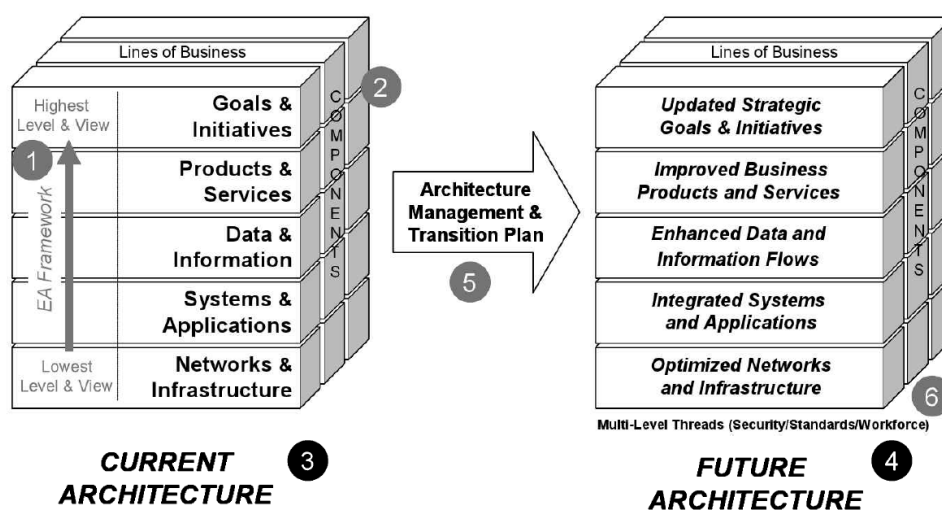 Lines of Business
Highest
Level & View
Goals &
Initiatives
2
1
EA Framework
Products &
Services
Data &
Information
Systems &
Applications
Lowest
Level & View
Networks &
Infrastructure
COMPONENTS
CURRENT
ARCHITECTURE
3
Architecture
Management &
Transition Plan
5
Lines of Business
Updated Strategic
Goals & Initiatives
Improved Business
Products and Services
Enhanced Data and
Information Flows
Integrated Systems
and Applications
Optimized Networks
and Infrastructure
COMPONENTS
6
Multi-Level Threads (Security/Standards/Workforce)
FUTURE
ARCHITECTURE
4